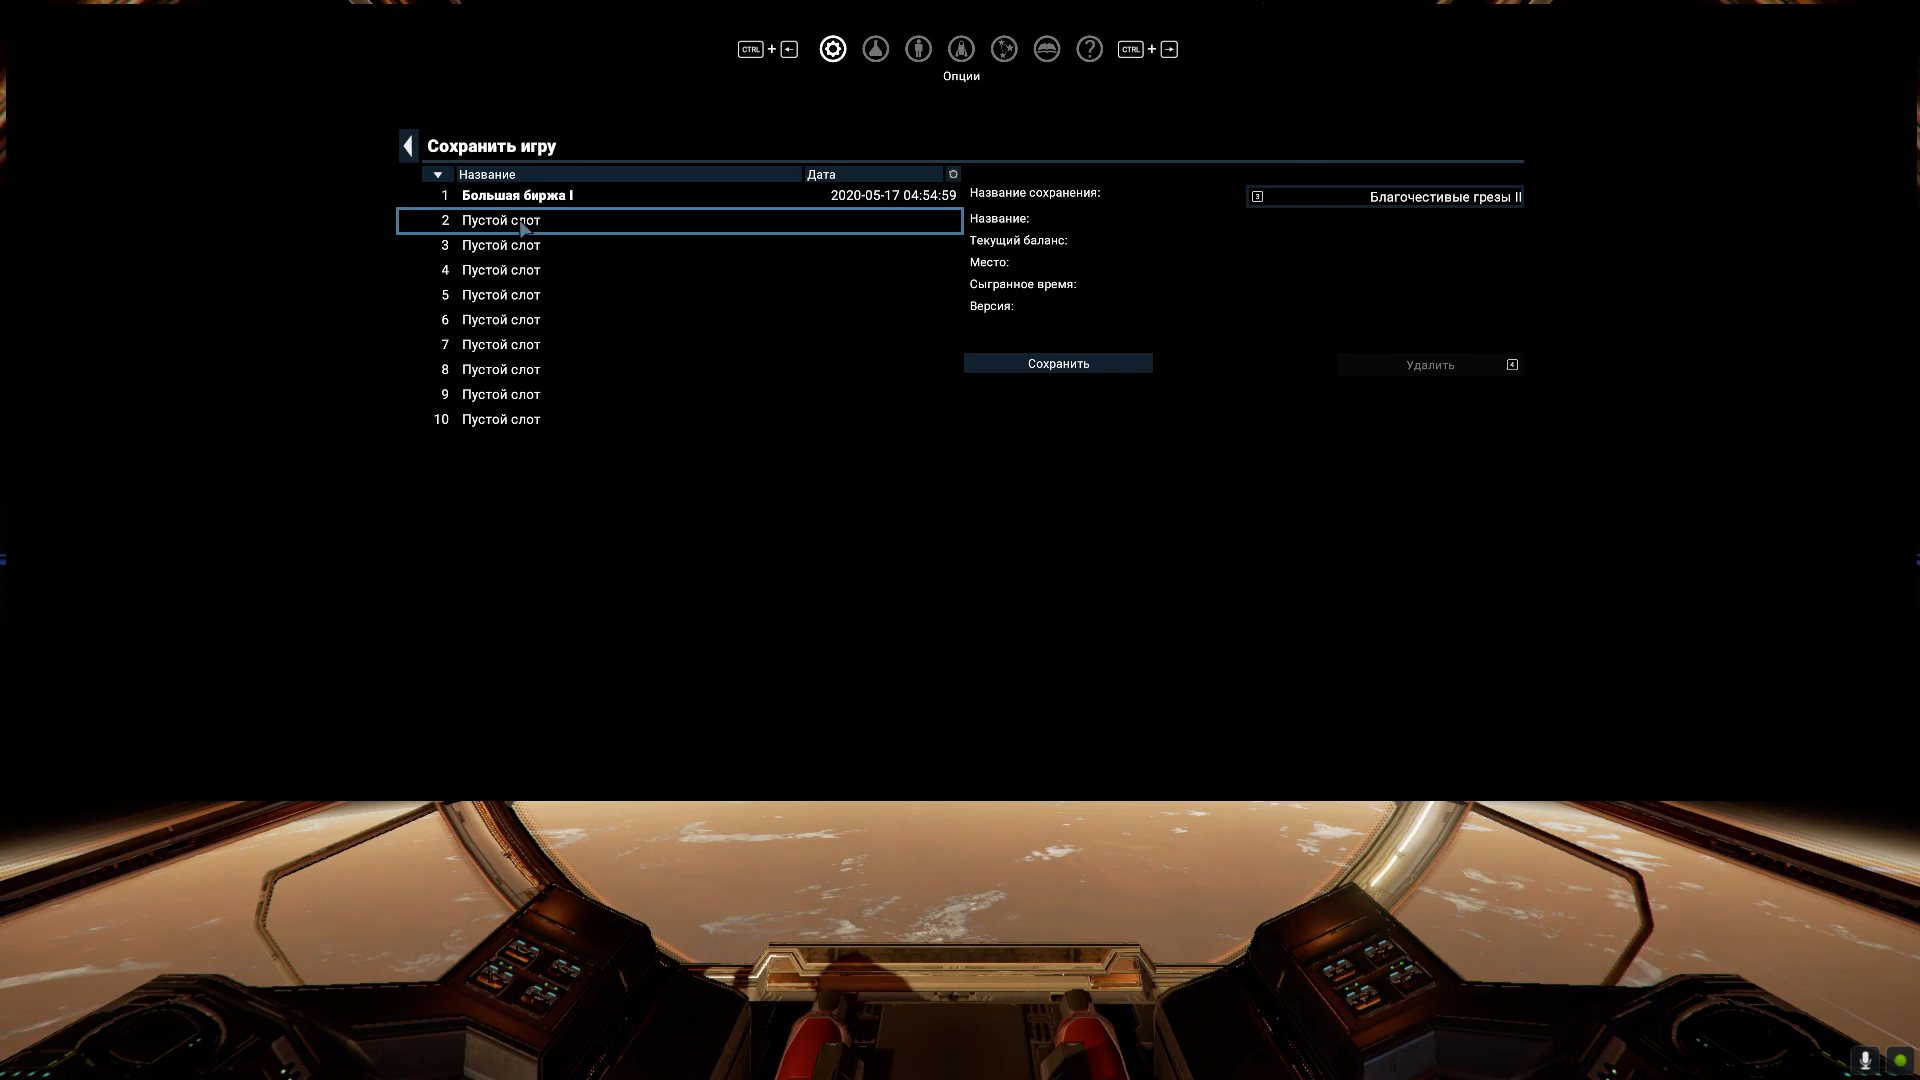 CTRL + ← CTRL + →
Опции
Сохранить игру
Название Дата
1 Большая биржа I 2020-05-17 04:54:59
2 Пустой слот
3 Пустой слот
4 Пустой слот
5 Пустой слот
6 Пустой слот
7 Пустой слот
8 Пустой слот
9 Пустой слот
10 Пустой слот
Название сохранения: 3 Благочестивые грезы II
Название:
Текущий баланс:
Место:
Сыгранное время:
Версия:
Сохранить Удалить 4